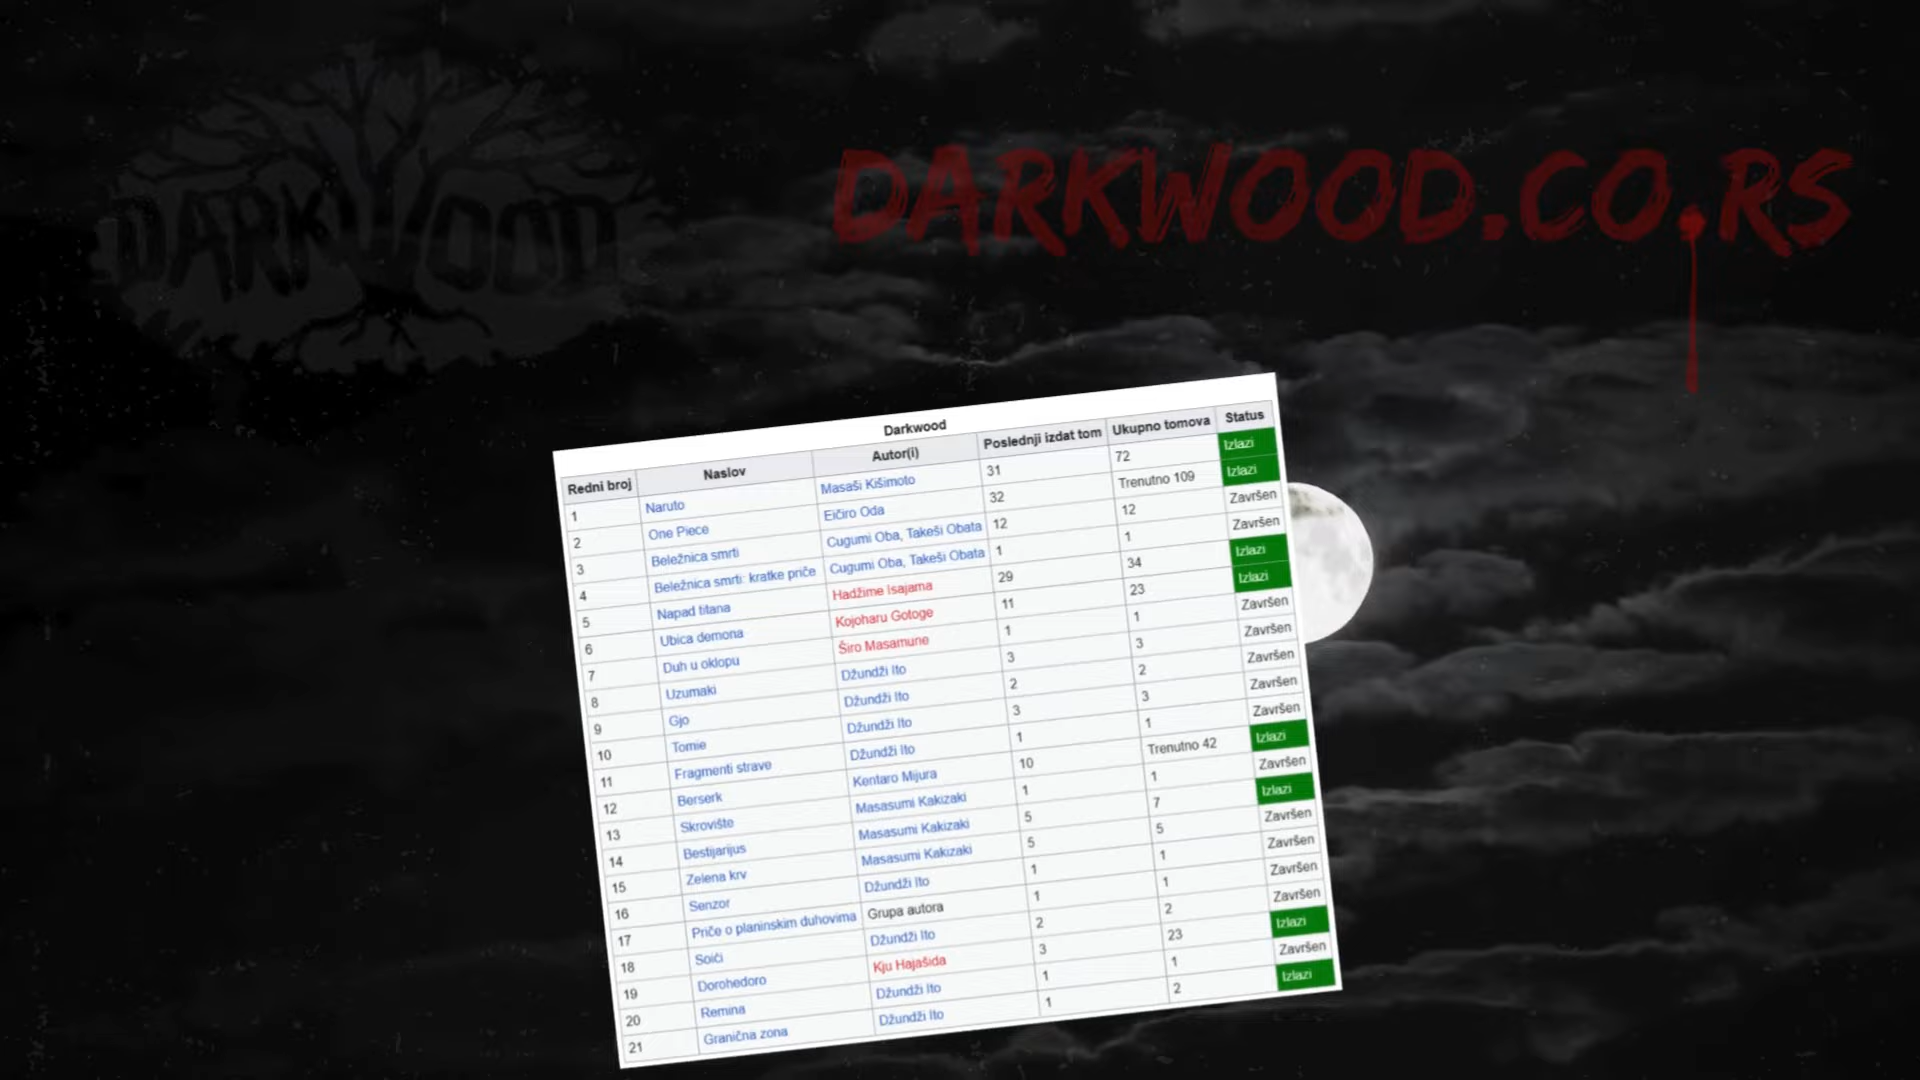 DARKWOOD
DARKWOOD.CO.RS
Darkwood
Redni broj Naslov Autor(i) Poslednji izdat tom Ukupno tomova Status
1 Naruto Masaši Kišimoto 31 72 Izlazi
2 One Piece Eičiro Oda 32 Trenutno 109 Izlazi
3 Beležnica smrti Cugumi Oba, Takeši Obata 12 12 Završen
4 Beležnica smrti: kratke priče Cugumi Oba, Takeši Obata 1 1 Završen
5 Napad titana Hadžime Isajama 29 34 Izlazi
6 Ubica demona Kojoharu Gotoge 11 23 Izlazi
7 Duh u oklopu Široo Masamune 1 1 Završen
8 Uzumaki Džundži Ito 3 3 Završen
9 Gjo Džundži Ito 2 2 Završen
10 Tomie Džundži Ito 3 3 Završen
11 Fragmenti strave Džundži Ito 1 1 Završen
12 Berserk Kentaro Mijura 10 Trenutno 42 Izlazi
13 Skrovište Masasumi Kakizaki 1 1 Završen
14 Bestijarijus Masasumi Kakizaki 5 7 Izlazi
15 Zelena krv Masasumi Kakizaki 5 5 Završen
16 Senzor Džundži Ito 1 1 Završen
17 Priče o planinskim duhovima Grupa autora 1 1 Završen
18 Soiči Džundži Ito 2 2 Završen
19 Dorohedoro Kju Hajašida 3 23 Izlazi
20 Remina Džundži Ito 1 1 Završen
21 Granična zona Džundži Ito 1 2 Izlazi